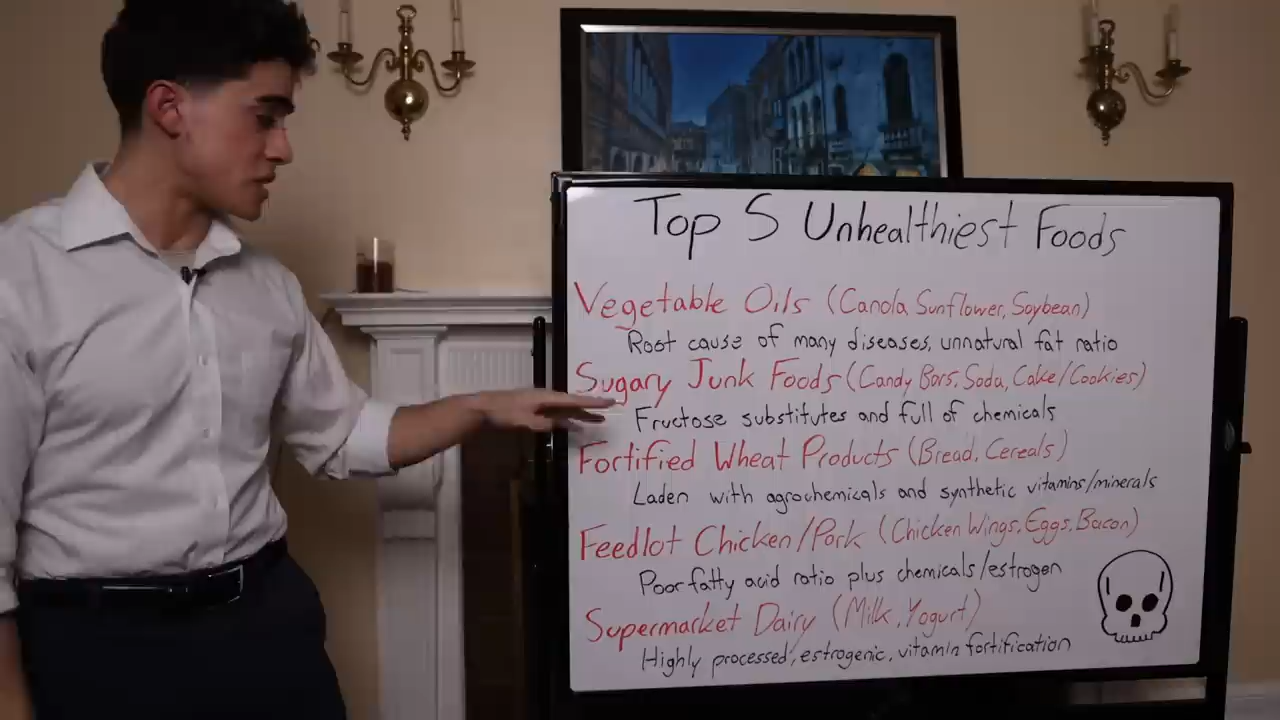 Top 5 Unhealthiest Foods
Vegetable Oils (Canola, Sunflower, Soybean)
Root cause of many diseases, unnatural fat ratio
Sugary Junk Foods (Candy Bars, Soda, Cake/Cookies)
Fructose substitutes and full of chemicals
Fortified Wheat Products (Bread, Cereals)
Laden with agrochemicals and synthetic vitamins/minerals
Feedlot Chicken/Pork (Chicken Wings, Eggs, Bacon)
Poor fatty acid ratio plus chemicals/estrogen
Supermarket Dairy (Milk, Yogurt)
Highly processed, estrogenic, vitamin fortification